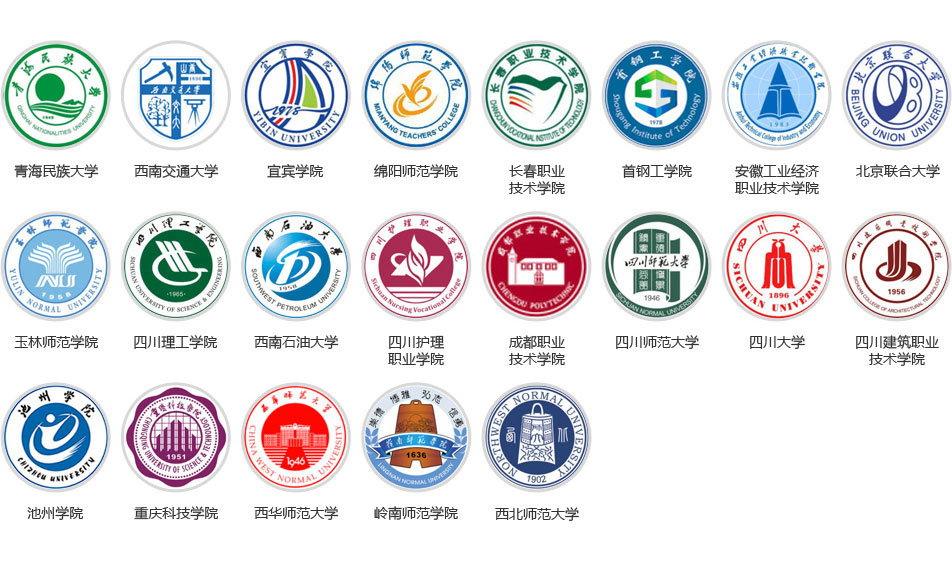 青海民族大学
QINGHAI NATIONALITIES UNIVERSITY
青海民族大学
西南交通大学
西南交通大学
宜宾学院
1978
YIBIN UNIVERSITY
宜宾学院
绵阳师范学院
MIANYANG TEACHERS' COLLEGE
绵阳师范学院
长春职业技术学院
CHANGCHUN VOCATIONAL INSTITUTE OF TECHNOLOGY
长春职业
技术学院
首钢工学院
1978
Shougang Institute of Technology
首钢工学院
安徽工业经济职业技术学院
1983
Anhui Technical College of Industry and Economy
安徽工业经济
职业技术学院
北京联合大学
BEIJING UNION UNIVERSITY
北京联合大学
玉林师范学院
1958
YULIN NORMAL UNIVERSITY
玉林师范学院
四川理工学院
-1965-
SICHUAN UNIVERSITY OF SCIENCE & ENGINEERING
四川理工学院
西南石油大学
1958
SOUTHWEST PETROLEUM UNIVERSITY
西南石油大学
四川护理职业学院
Sichuan Nursing Vocational College
四川护理
职业学院
成都职业技术学院
CHENGDU POLYTECHNIC
成都职业
技术学院
四川师范大学
1946
SICHUAN NORMAL UNIVERSITY
四川师范大学
四川大学
1896
SICHUAN UNIVERSITY
四川大学
四川建筑职业技术学院
1956
SICHUAN COLLEGE OF ARCHITECTURAL TECHNOLOGY
四川建筑职业
技术学院
池州学院
CHIZHOU UNIVERSITY
池州学院
重庆科技学院
1951
CHONGQING UNIVERSITY OF SCIENCE & TECHNOLOGY
重庆科技学院
西华师范大学
1946
CHINA WEST NORMAL UNIVERSITY
西华师范大学
崇德 博雅 弘志 信勇
岭南师范学院
1636
LINGNAN NORMAL UNIVERSITY
岭南师范学院
NORTHWEST NORMAL UNIVERSITY
1902
西北师范大学